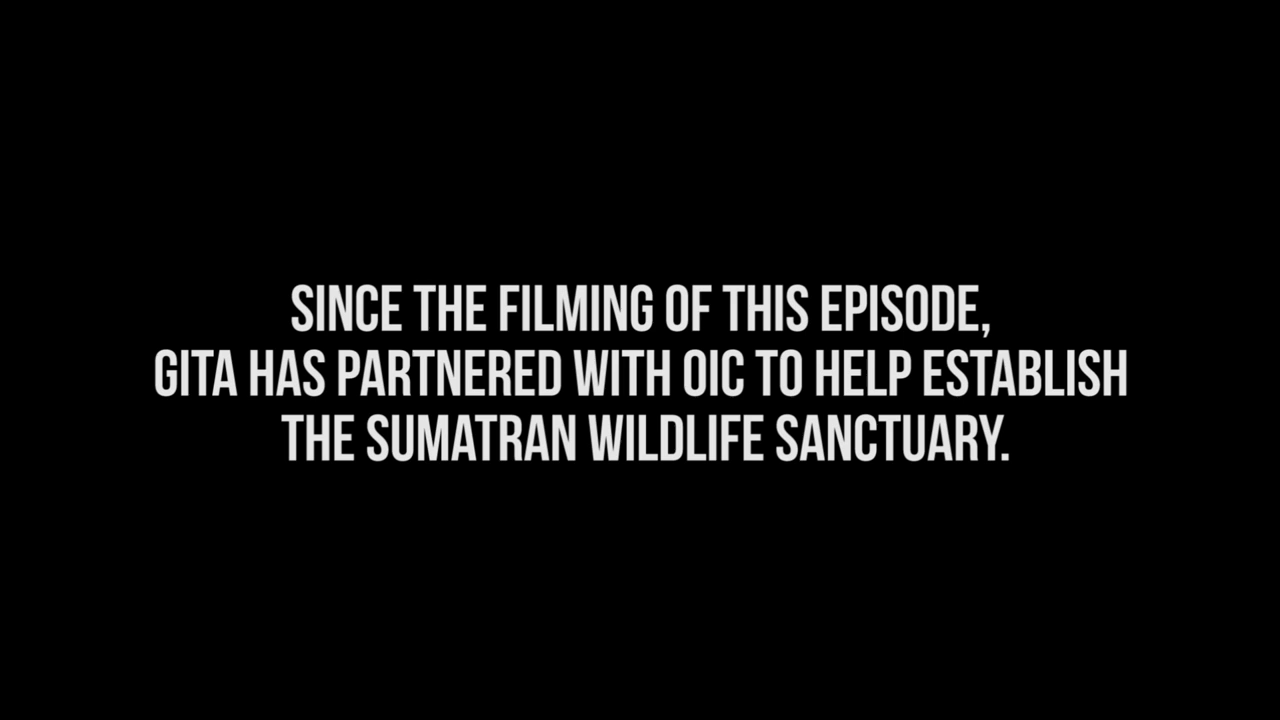 SINCE THE FILMING OF THIS EPISODE,
GITA HAS PARTNERED WITH OIC TO HELP ESTABLISH
THE SUMATRAN WILDLIFE SANCTUARY.